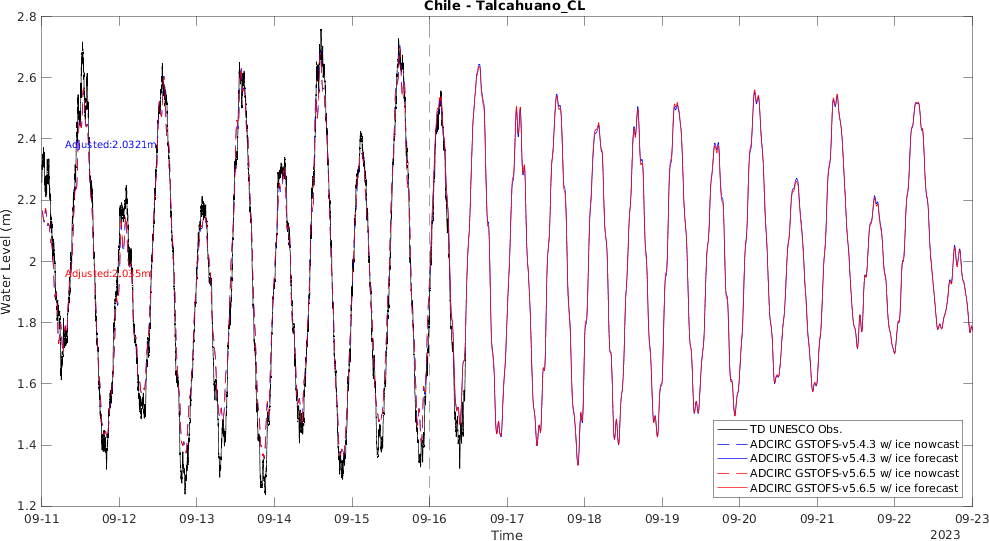 Chile - Talcahuano_CL
2.8
2.6
2.4
2.2
2
1.8
1.6
1.4
1.2
Water Level (m)
Adjusted:2.0321m
Adjusted:2.035m
TD UNESCO Obs.
ADCIRC GSTOFS-v5.4.3 w/ ice nowcast
ADCIRC GSTOFS-v5.4.3 w/ ice forecast
ADCIRC GSTOFS-v5.6.5 w/ ice nowcast
ADCIRC GSTOFS-v5.6.5 w/ ice forecast
09-11 09-12 09-13 09-14 09-15 09-16 09-17 09-18 09-19 09-20 09-21 09-22 09-23
Time
2023